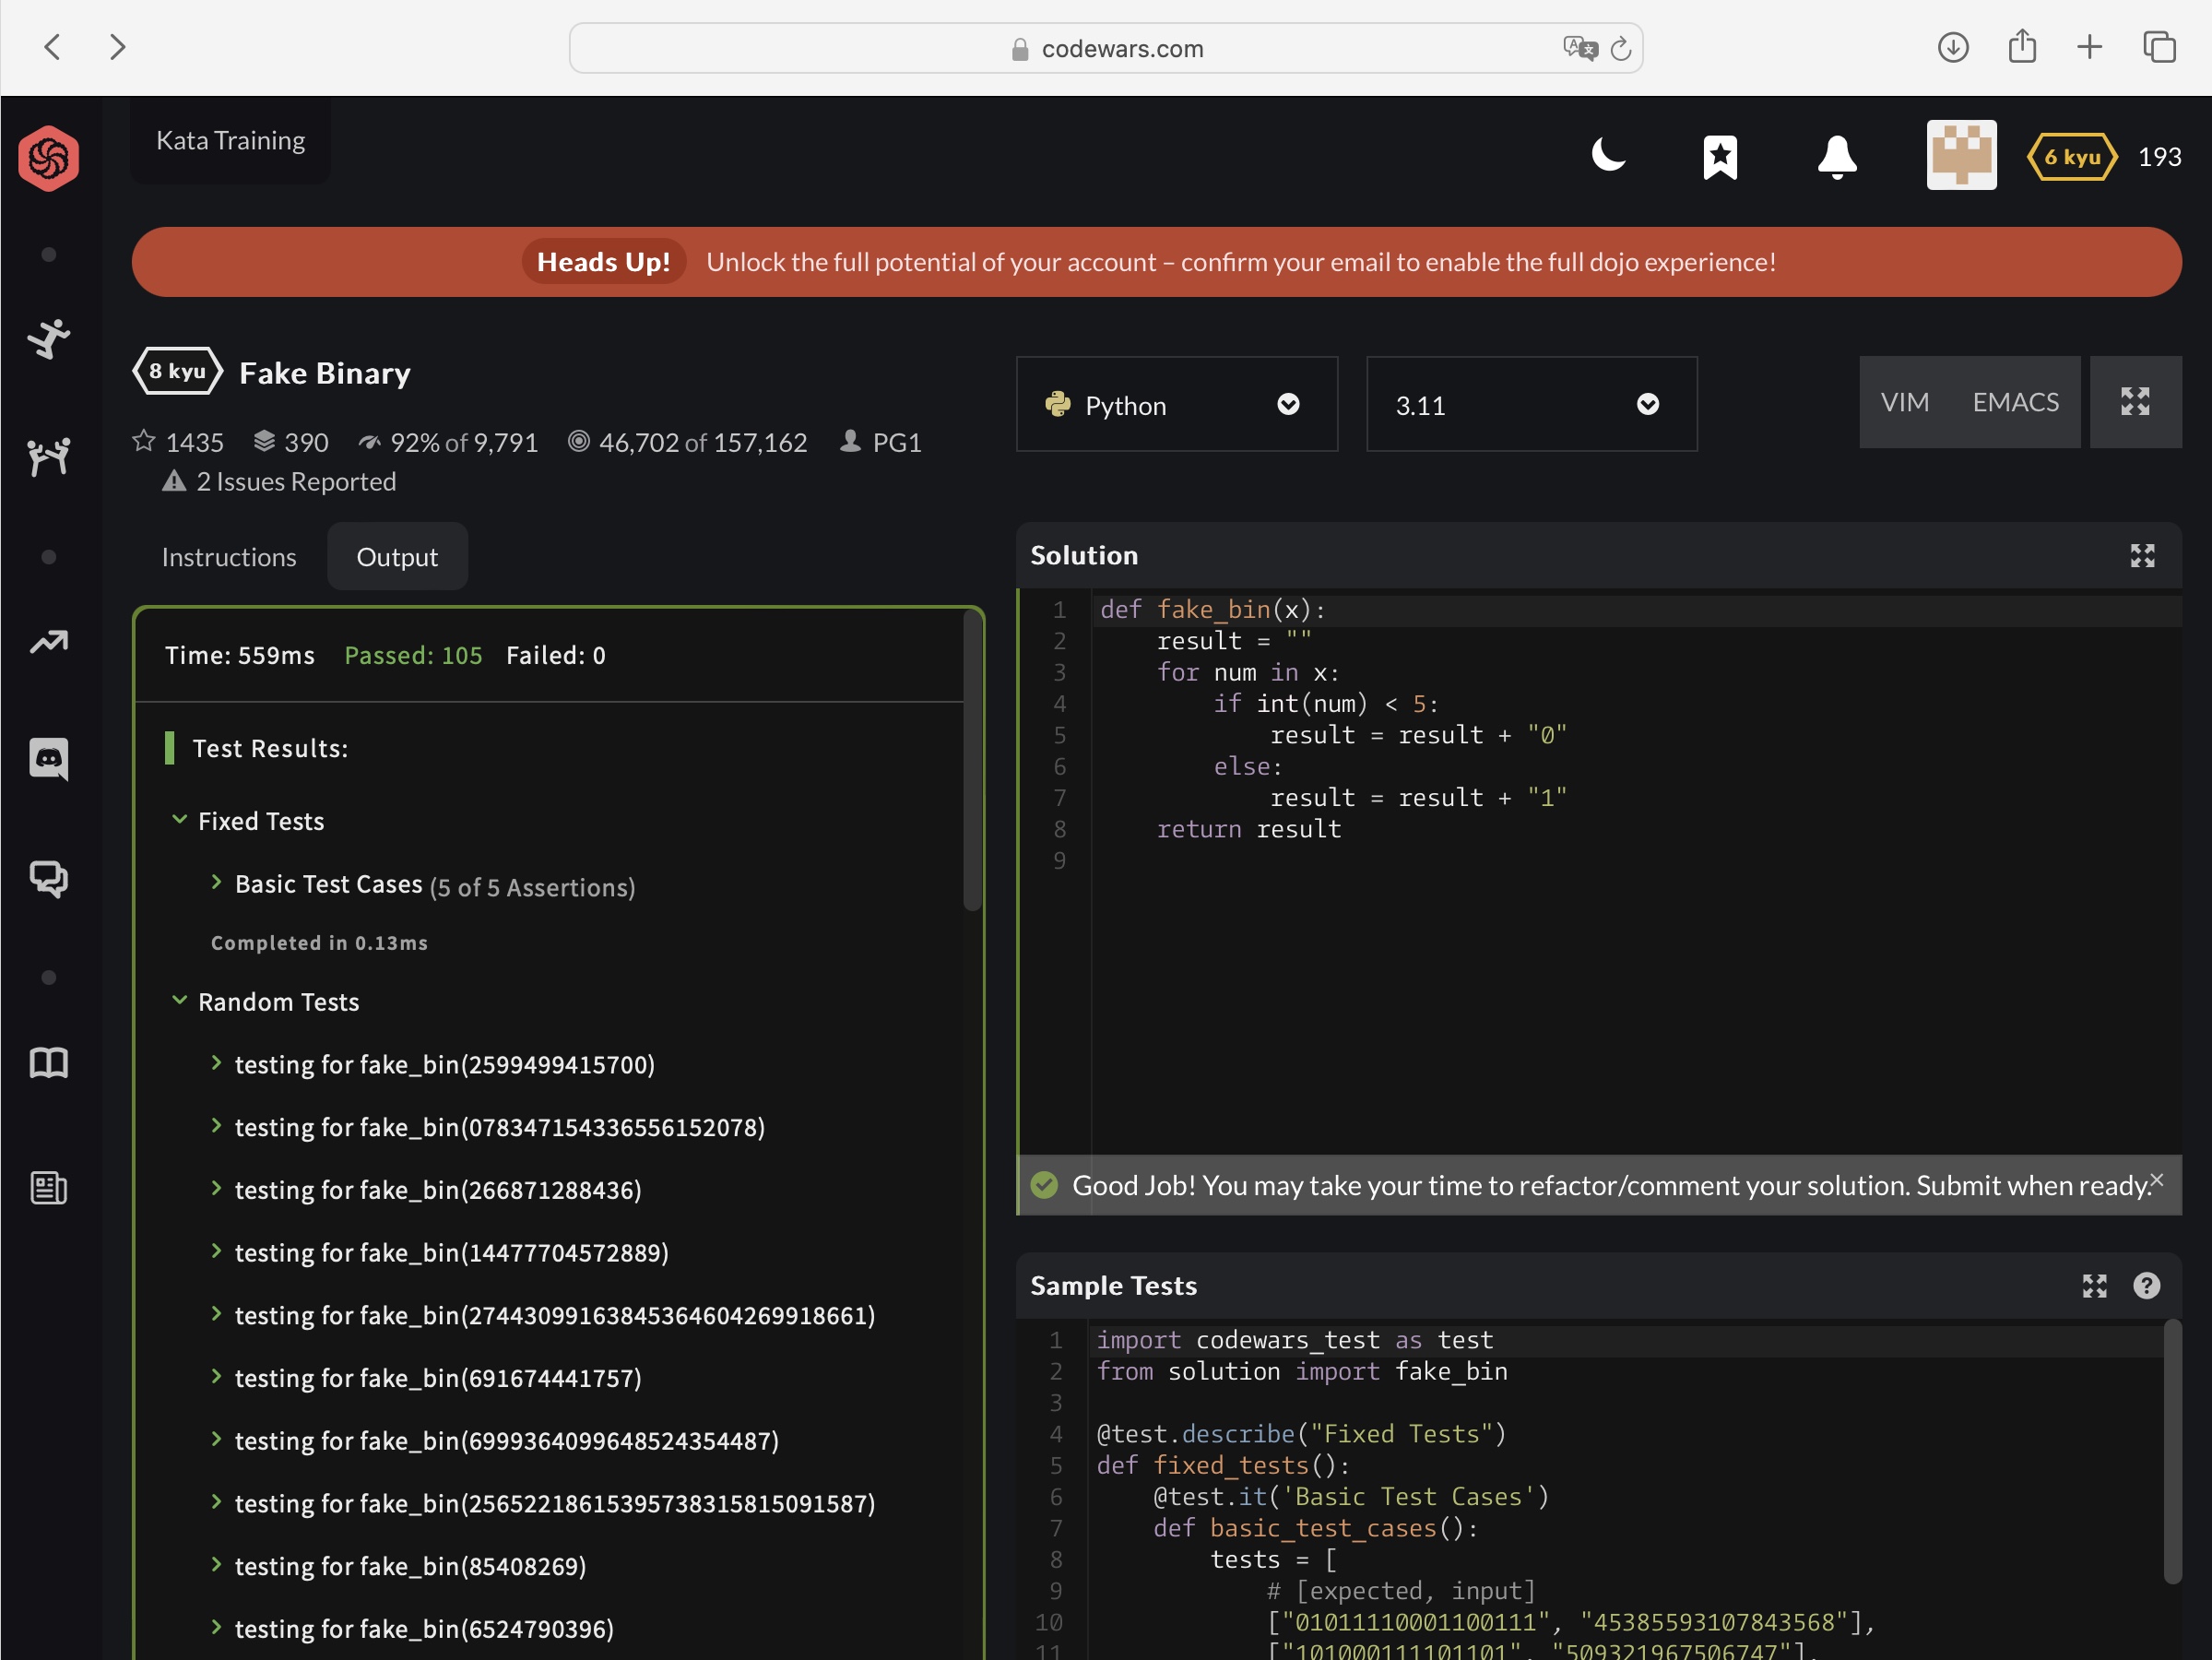 codewars.com
Kata Training
6 kyu 193
Heads Up! Unlock the full potential of your account – confirm your email to enable the full dojo experience!
8 kyu Fake Binary
1435 390 92% of 9,791 46,702 of 157,162 PG1
2 Issues Reported
Python
3.11
VIM EMACS
Instructions Output
Time: 559ms Passed: 105 Failed: 0
Test Results:
Fixed Tests
Basic Test Cases (5 of 5 Assertions)
Completed in 0.13ms
Random Tests
testing for fake_bin(2599499415700)
testing for fake_bin(078347154336556152078)
testing for fake_bin(266871288436)
testing for fake_bin(14477704572889)
testing for fake_bin(27443099163845364604269918661)
testing for fake_bin(691674441757)
testing for fake_bin(6999364099648524354487)
testing for fake_bin(25652218615395738315815091587)
testing for fake_bin(85408269)
testing for fake_bin(6524790396)
Solution
1 def fake_bin(x):
2     result = ""
3     for num in x:
4         if int(num) < 5:
5             result = result + "0"
6         else:
7             result = result + "1"
8     return result
9
Good Job! You may take your time to refactor/comment your solution. Submit when ready.
Sample Tests
1 import codewars_test as test
2 from solution import fake_bin
3
4 @test.describe("Fixed Tests")
5 def fixed_tests():
6     @test.it('Basic Test Cases')
7     def basic_test_cases():
8         tests = [
9             # [expected, input]
10             ["01011110001100111", "45385593107843568"],
11             ["101000111101101", "509321967506747"],